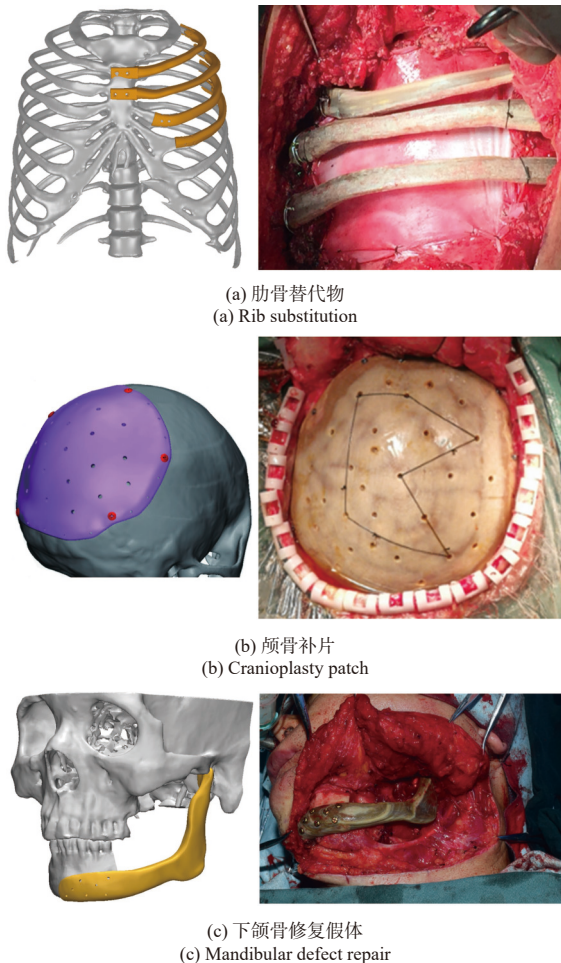 (a) 肋骨替代物
(a) Rib substitution
(b) 颅骨补片
(b) Cranioplasty patch
(c) 下颌骨修复假体
(c) Mandibular defect repair